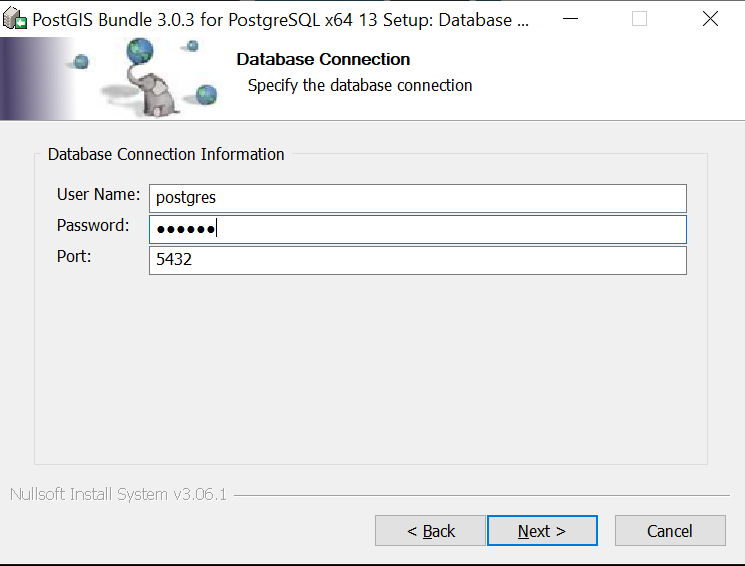 PostGIS Bundle 3.0.3 for PostgreSQL x64 13 Setup: Database ...
Database Connection
Specify the database connection
Database Connection Information
User Name: postgres
Password: ●●●●●●
Port: 5432
Nullsoft Install System v3.06.1
< Back Next > Cancel